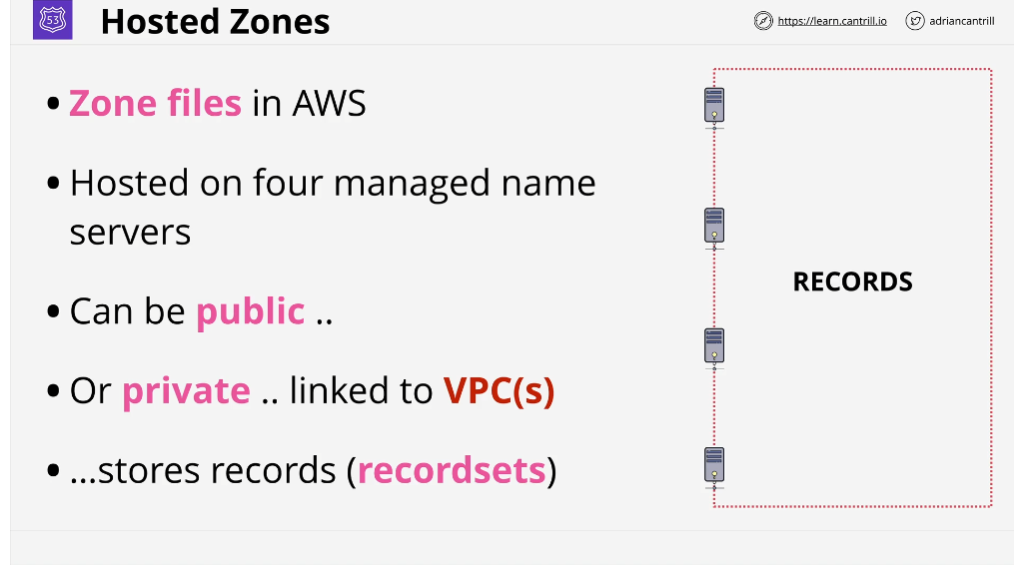 53
Hosted Zones
https://learn.cantrill.io
adriancantrill
• Zone files in AWS
• Hosted on four managed name
servers
• Can be public ..
• Or private .. linked to VPC(s)
• ...stores records (recordsets)
RECORDS